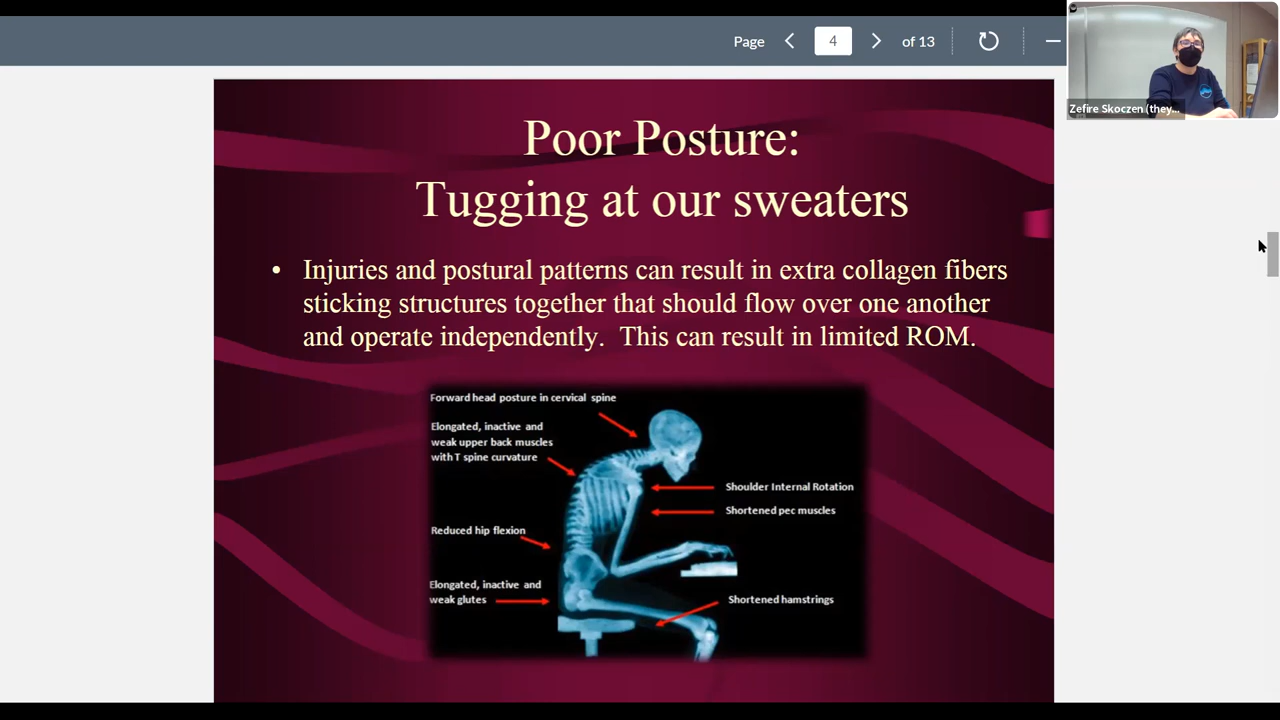 Page 4 of 13
Zefire Skoczen (they...
Poor Posture:
Tugging at our sweaters
• Injuries and postural patterns can result in extra collagen fibers
sticking structures together that should flow over one another
and operate independently.  This can result in limited ROM.
Forward head posture in cervical spine
Elongated, inactive and
weak upper back muscles
with T spine curvature
Shoulder Internal Rotation
Shortened pec muscles
Reduced hip flexion
Elongated, inactive and
weak glutes
Shortened hamstrings